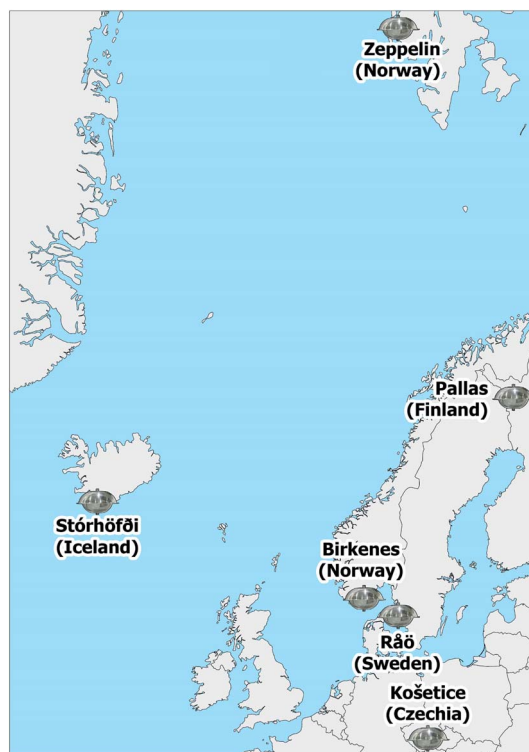 Zeppelin
(Norway)
Pallas
(Finland)
Stórhöfði
(Iceland)
Birkenes
(Norway)
Råö
(Sweden)
Košetice
(Czechia)